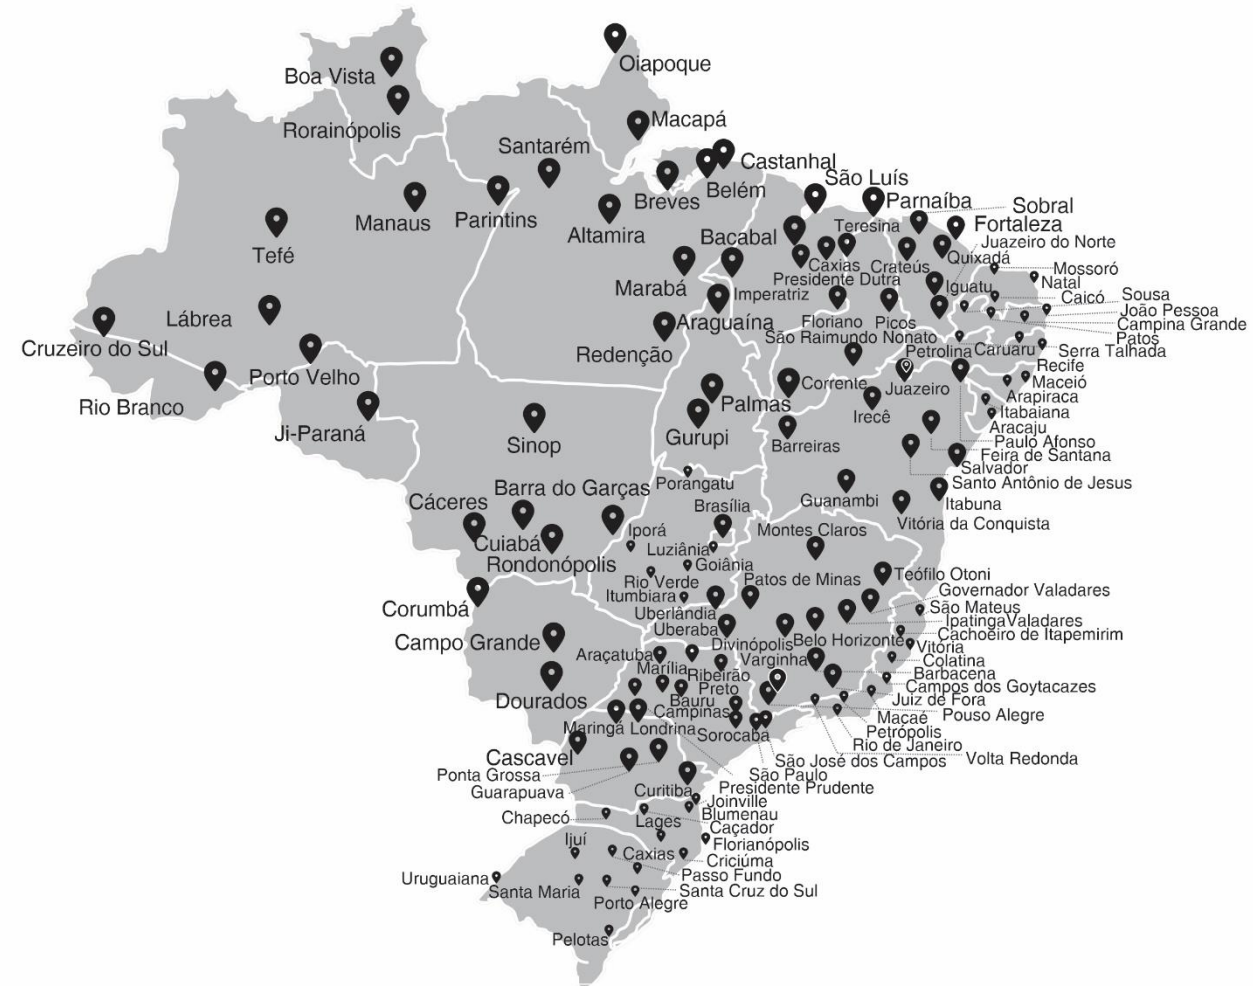 Oiapoque
Boa Vista
Rorainópolis
Macapá
Santarém
Castanhal
Belém
São Luís
Breves
Parnaíba
Sobral
Manaus
Parintins
Altamira
Teresina
Fortaleza
Tefé
Bacabal
Juazeiro do Norte
Quixadá
Caxias
Crateús
Mossoró
Presidente Dutra
Natal
Marabá
Imperatriz
Iguatu
Caicó
Sousa
Lábrea
Araguaína
Floriano
Picos
João Pessoa
Campina Grande
São Raimundo Nonato
Patos
Cruzeiro do Sul
Redenção
Petrolina
Caruaru
Serra Talhada
Recife
Porto Velho
Corrente
Juazeiro
Maceió
Arapiraca
Rio Branco
Palmas
Irecê
Itabaiana
Aracaju
Ji-Paraná
Sinop
Gurupi
Barreiras
Paulo Afonso
Feira de Santana
Salvador
Porangatu
Santo Antônio de Jesus
Cáceres
Barra do Garças
Brasília
Guanambi
Itabuna
Vitória da Conquista
Iporá
Montes Claros
Cuiabá
Luziânia
Rondonópolis
Goiânia
Rio Verde
Patos de Minas
Teófilo Otoni
Itumbiara
Governador Valadares
Corumbá
Uberlândia
São Mateus
Uberaba
IpatingaValadares
Campo Grande
Divinópolis
Belo Horizonte
Cachoeiro de Itapemirim
Vitória
Araçatuba
Varginha
Colatina
Marília
Ribeirão
Preto
Barbacena
Campos dos Goytacazes
Dourados
Bauru
Juiz de Fora
Campinas
Pouso Alegre
Macaé
Maringá
Londrina
Sorocaba
Petrópolis
Rio de Janeiro
Cascavel
São José dos Campos
Volta Redonda
Ponta Grossa
São Paulo
Guarapuava
Curitiba
Presidente Prudente
Joinville
Chapecó
Lages
Blumenau
Caçador
Ijuí
Florianópolis
Caxias
Criciúma
Uruguaiana
Passo Fundo
Santa Maria
Santa Cruz do Sul
Porto Alegre
Pelotas